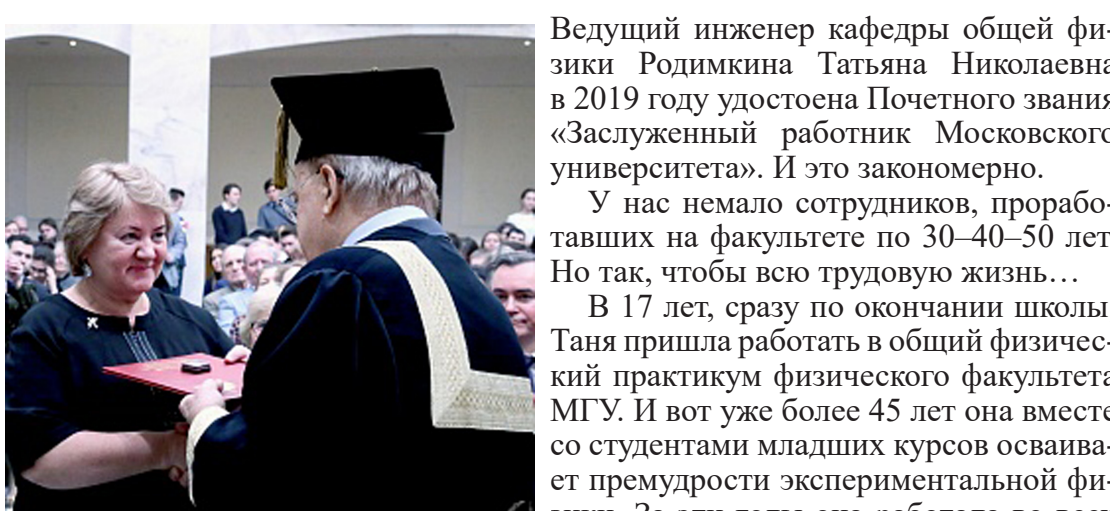 Ведущий инженер кафедры общей фи-
зики Родимкина Татьяна Николаевна
в 2019 году удостоена Почетного звания
«Заслуженный работник Московского
университета». И это закономерно.
У нас немало сотрудников, прорабо-
тавших на факультете по 30–40–50 лет
Но так, чтобы всю трудовую жизнь…
В 17 лет, сразу по окончании школы
Таня пришла работать в общий физичес-
кий практикум физического факультета
МГУ. И вот уже более 45 лет она вместе
со студентами младших курсов осваива-
ет премудрости экспериментальной фи-